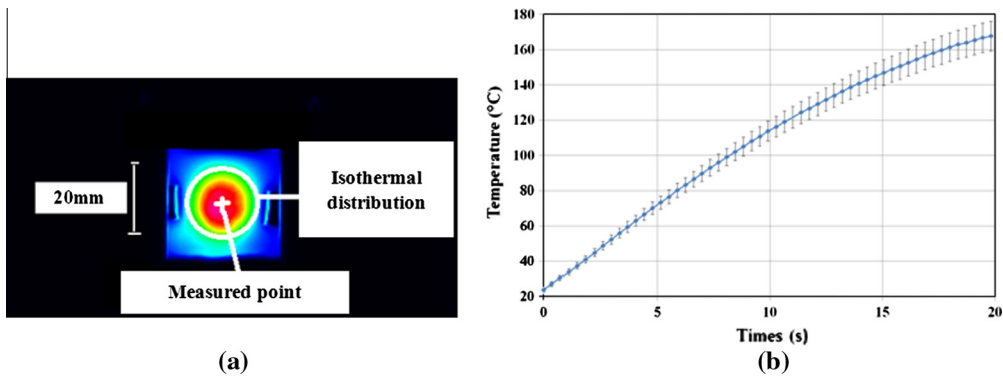 20mm
Isothermal
distribution
Measured point
(a)
Temperature (°C)
180
160
140
120
100
80
60
40
20
0
5
10
15
20
Times (s)
(b)